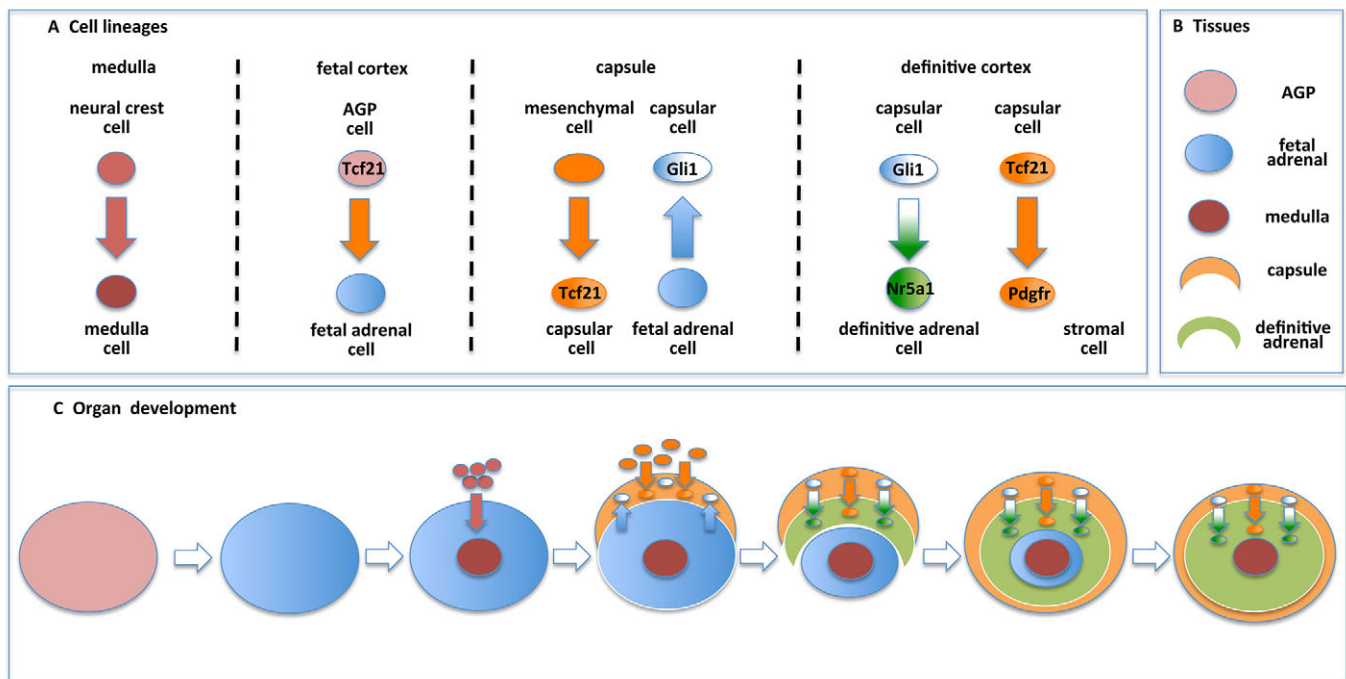 A Cell lineages
medulla
neural crest
cell
medulla
cell
fetal cortex
AGP
cell
Tcf21
fetal adrenal
cell
capsule
mesenchymal
cell
capsular
cell
Gli1
Tcf21
capsular
cell
fetal adrenal
cell
definitive cortex
capsular
cell
capsular
cell
Gli1
Tcf21
Nr5a1
Pdgfr
definitive adrenal
cell
stromal
cell
B Tissues
AGP
fetal
adrenal
medulla
capsule
definitive
adrenal
C Organ development